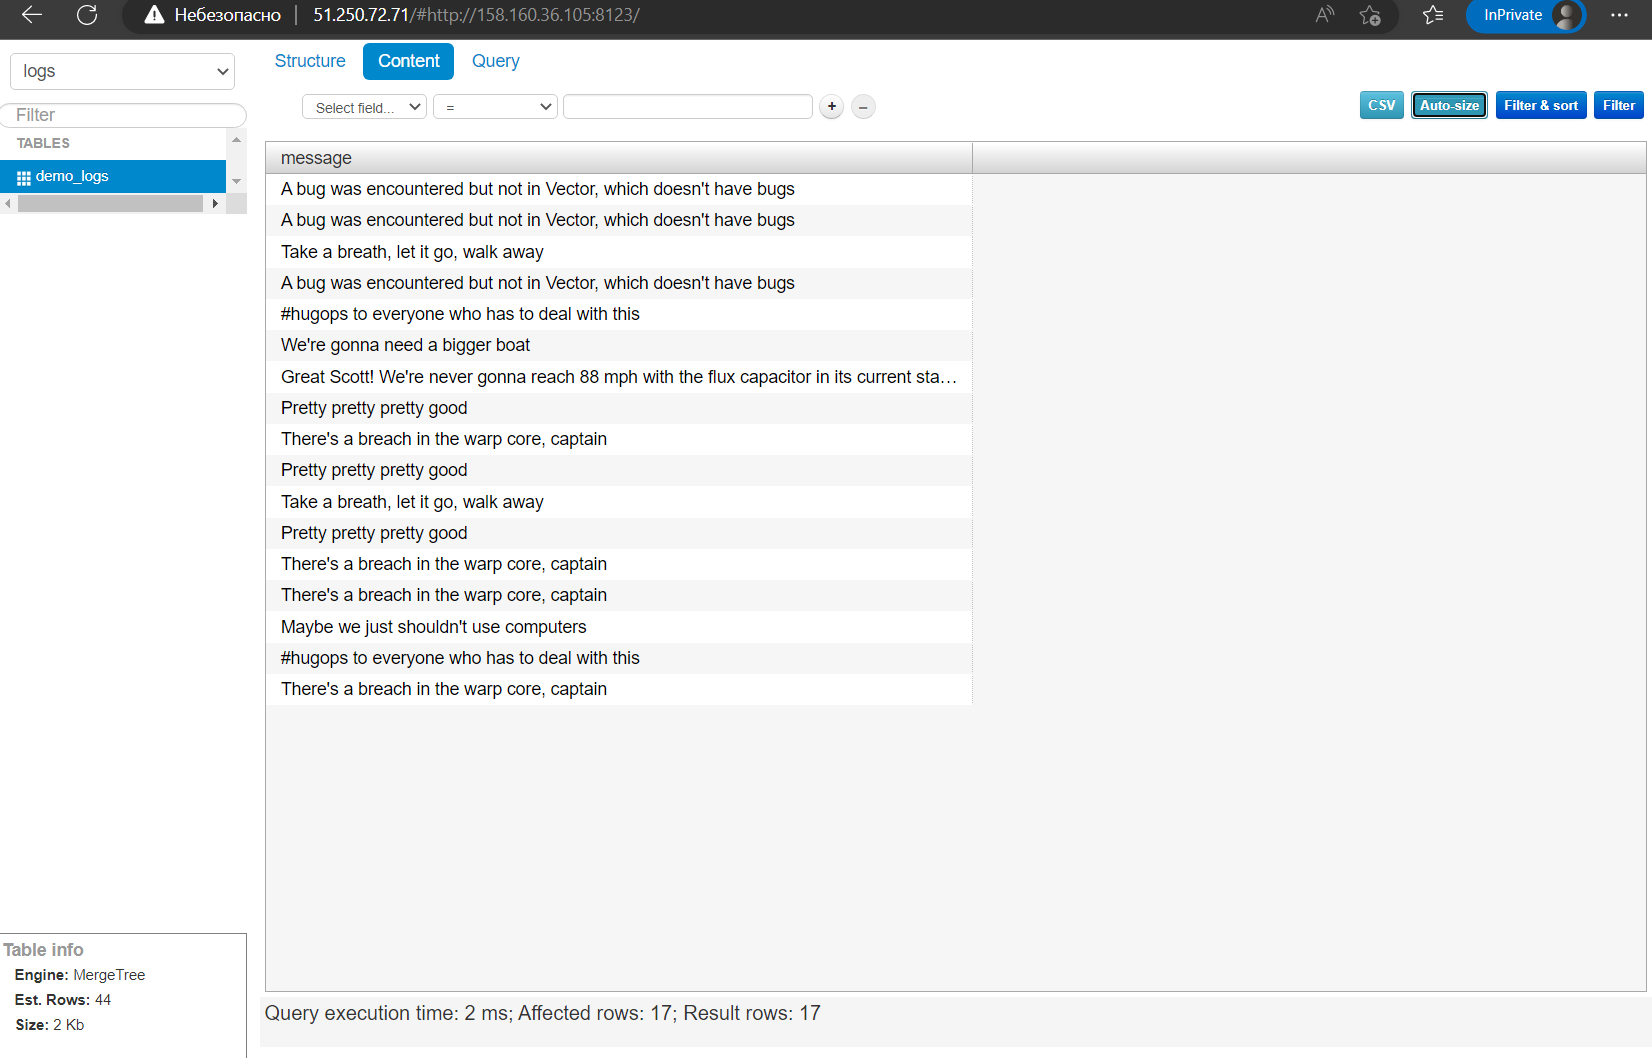 Небезопасно 51.250.72.71/#http://158.160.36.105:8123/ A InPrivate
logs
Structure Content Query
Filter
Select field... = + – CSV Auto-size Filter & sort Filter
TABLES
demo_logs
message
A bug was encountered but not in Vector, which doesn't have bugs
A bug was encountered but not in Vector, which doesn't have bugs
Take a breath, let it go, walk away
A bug was encountered but not in Vector, which doesn't have bugs
#hugops to everyone who has to deal with this
We're gonna need a bigger boat
Great Scott! We're never gonna reach 88 mph with the flux capacitor in its current sta…
Pretty pretty pretty good
There's a breach in the warp core, captain
Pretty pretty pretty good
Take a breath, let it go, walk away
Pretty pretty pretty good
There's a breach in the warp core, captain
There's a breach in the warp core, captain
Maybe we just shouldn't use computers
#hugops to everyone who has to deal with this
There's a breach in the warp core, captain
Table info
Engine: MergeTree
Est. Rows: 44
Size: 2 Kb
Query execution time: 2 ms; Affected rows: 17; Result rows: 17